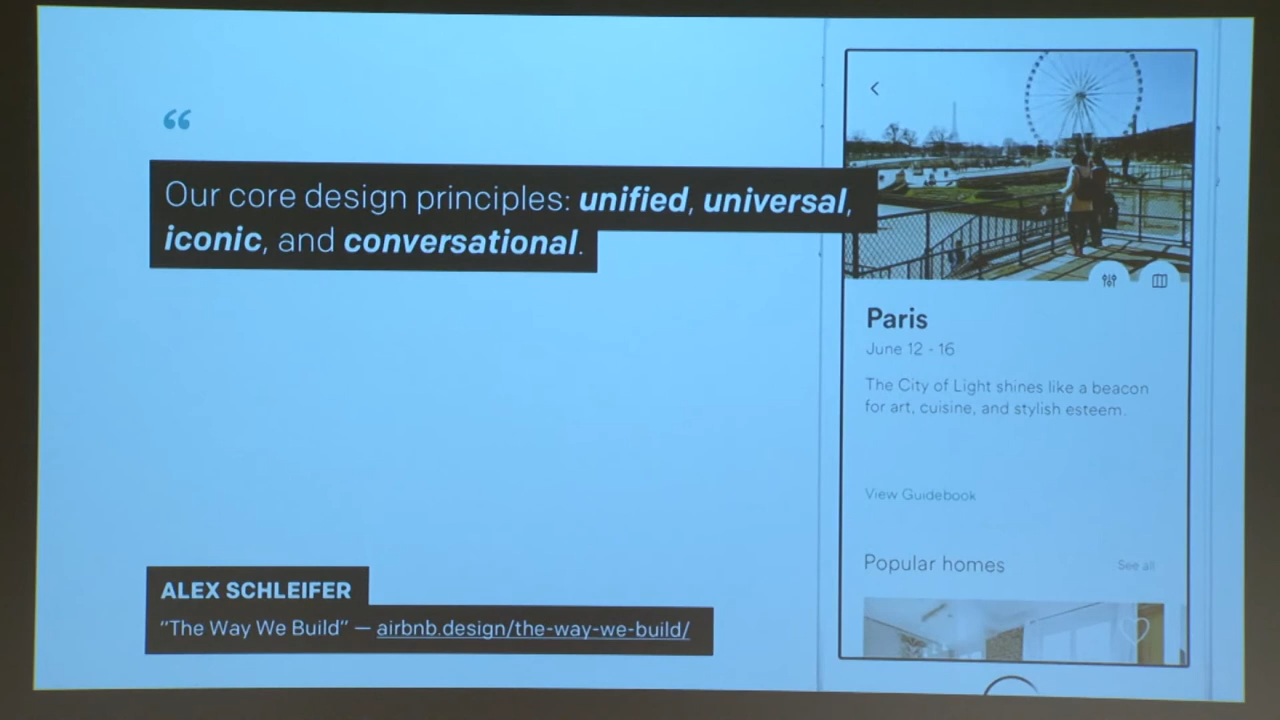 “
Our core design principles: unified, universal,
iconic, and conversational.
ALEX SCHLEIFER
“The Way We Build” — airbnb.design/the-way-we-build/
Paris
June 12 - 16
The City of Light shines like a beacon
for art, cuisine, and stylish esteem.
View Guidebook
Popular homes
See all